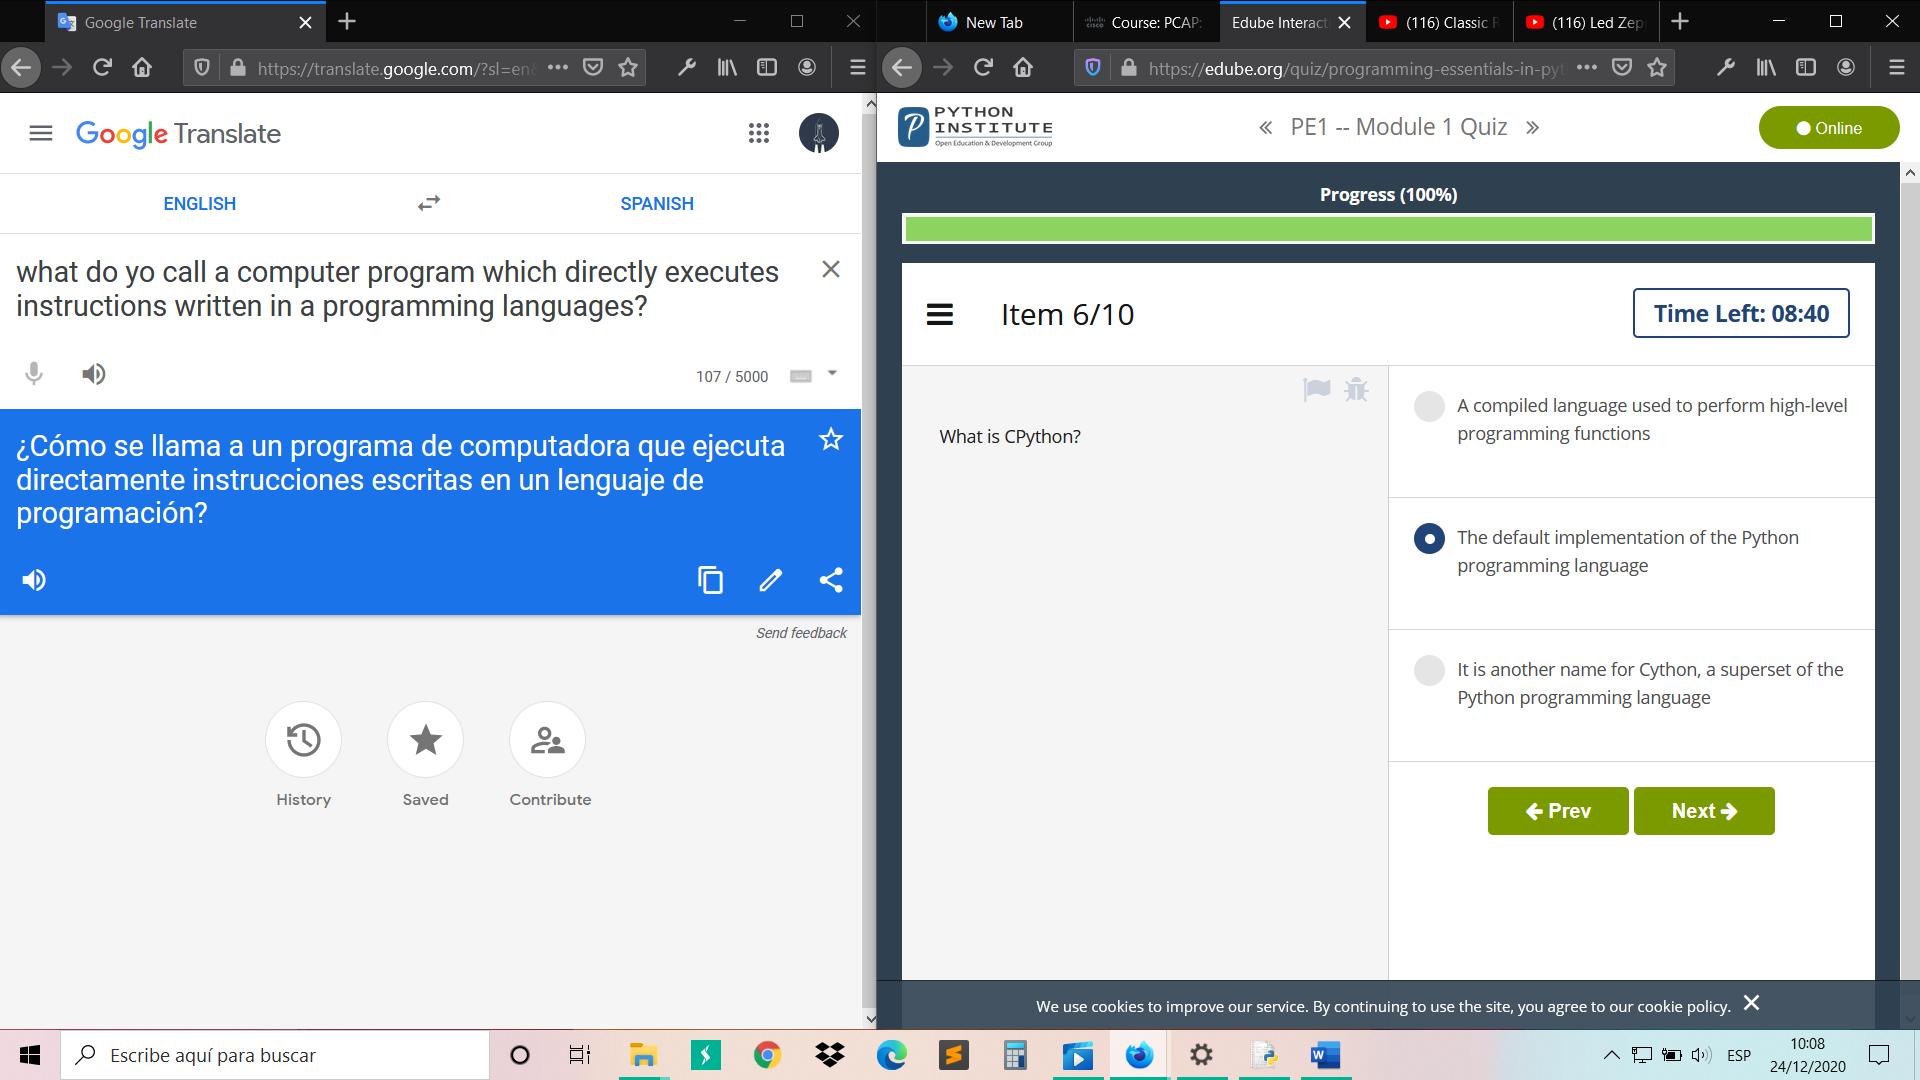 Google Translate
New Tab
Course: PCAP:
Edube Interact
(116) Classic R
(116) Led Zep
https://translate.google.com/?sl=en&
https://edube.org/quiz/programming-essentials-in-pyt
Google Translate
ENGLISH
SPANISH
what do yo call a computer program which directly executes
instructions written in a programming languages?
107 / 5000
¿Cómo se llama a un programa de computadora que ejecuta
directamente instrucciones escritas en un lenguaje de
programación?
Send feedback
History
Saved
Contribute
PYTHON
INSTITUTE
Open Education & Development Group
« PE1 -- Module 1 Quiz »
Online
Progress (100%)
Item 6/10
Time Left: 08:40
What is CPython?
A compiled language used to perform high-level
programming functions
The default implementation of the Python
programming language
It is another name for Cython, a superset of the
Python programming language
Prev
Next
We use cookies to improve our service. By continuing to use the site, you agree to our cookie policy.
Escribe aquí para buscar
ESP
10:08
24/12/2020